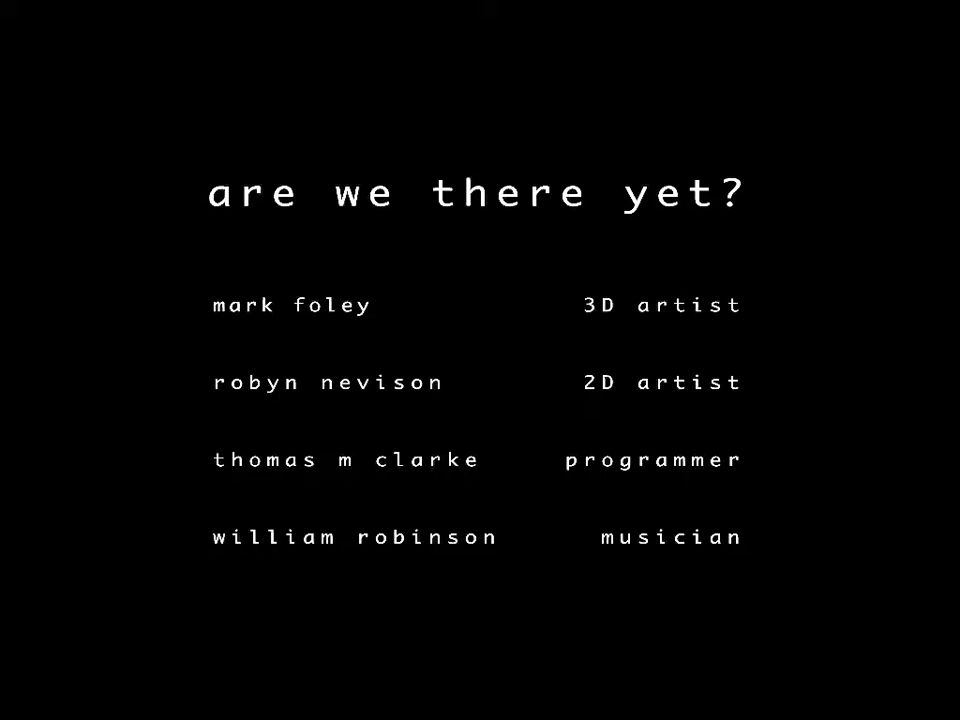 are we there yet?
mark foley 3D artist
robyn nevison 2D artist
thomas m clarke programmer
william robinson musician